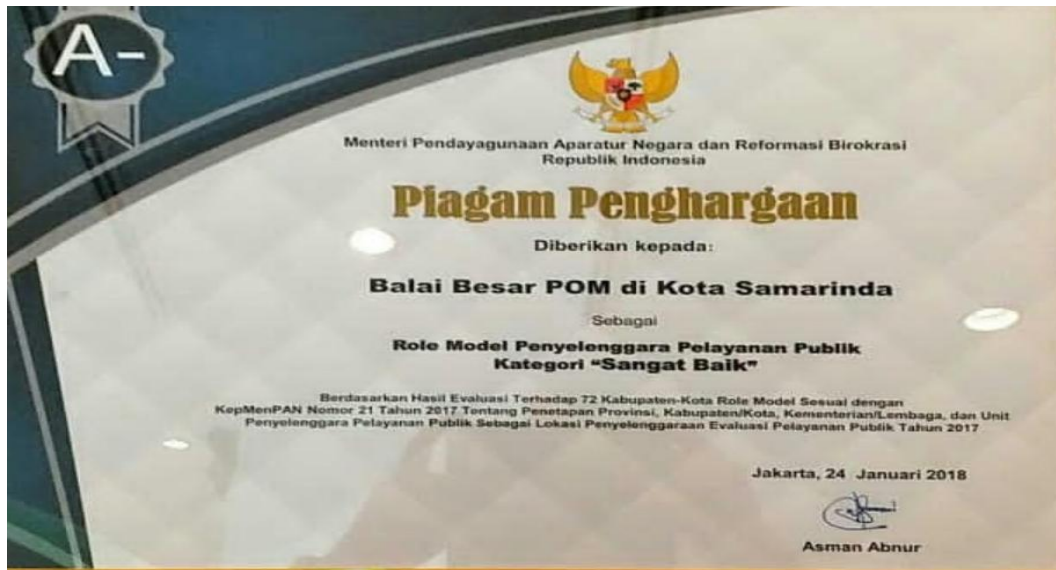 A-
Menteri Pendayagunaan Aparatur Negara dan Reformasi Birokrasi
Republik Indonesia
Piagam Penghargaan
Diberikan kepada:
Balai Besar POM di Kota Samarinda
Sebagai
Role Model Penyelenggara Pelayanan Publik
Kategori "Sangat Baik"
Berdasarkan Hasil Evaluasi Terhadap 72 Kabupaten-Kota Role Model Sesuai dengan
KepMenPAN Nomor 21 Tahun 2017 Tentang Penetapan Provinsi, Kabupaten/Kota, Kementerian/Lembaga, dan Unit
Penyelenggara Pelayanan Publik Sebagai Lokasi Penyelenggaraan Evaluasi Pelayanan Publik Tahun 2017
Jakarta, 24 Januari 2018
Asman Abnur